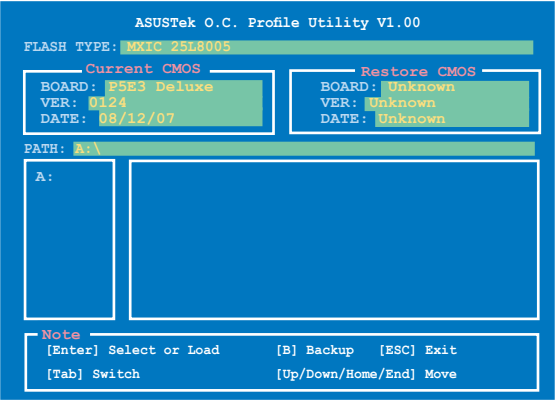 ASUSTek O.C. Profile Utility V1.00
FLASH TYPE: MXIC 25L8005
Current CMOS
BOARD: P5E3 Deluxe
VER: 0124
DATE: 08/12/07
Restore CMOS
BOARD: Unknown
VER: Unknown
DATE: Unknown
PATH: A:\
A:
Note
[Enter] Select or Load [B] Backup [ESC] Exit
[Tab] Switch [Up/Down/Home/End] Move